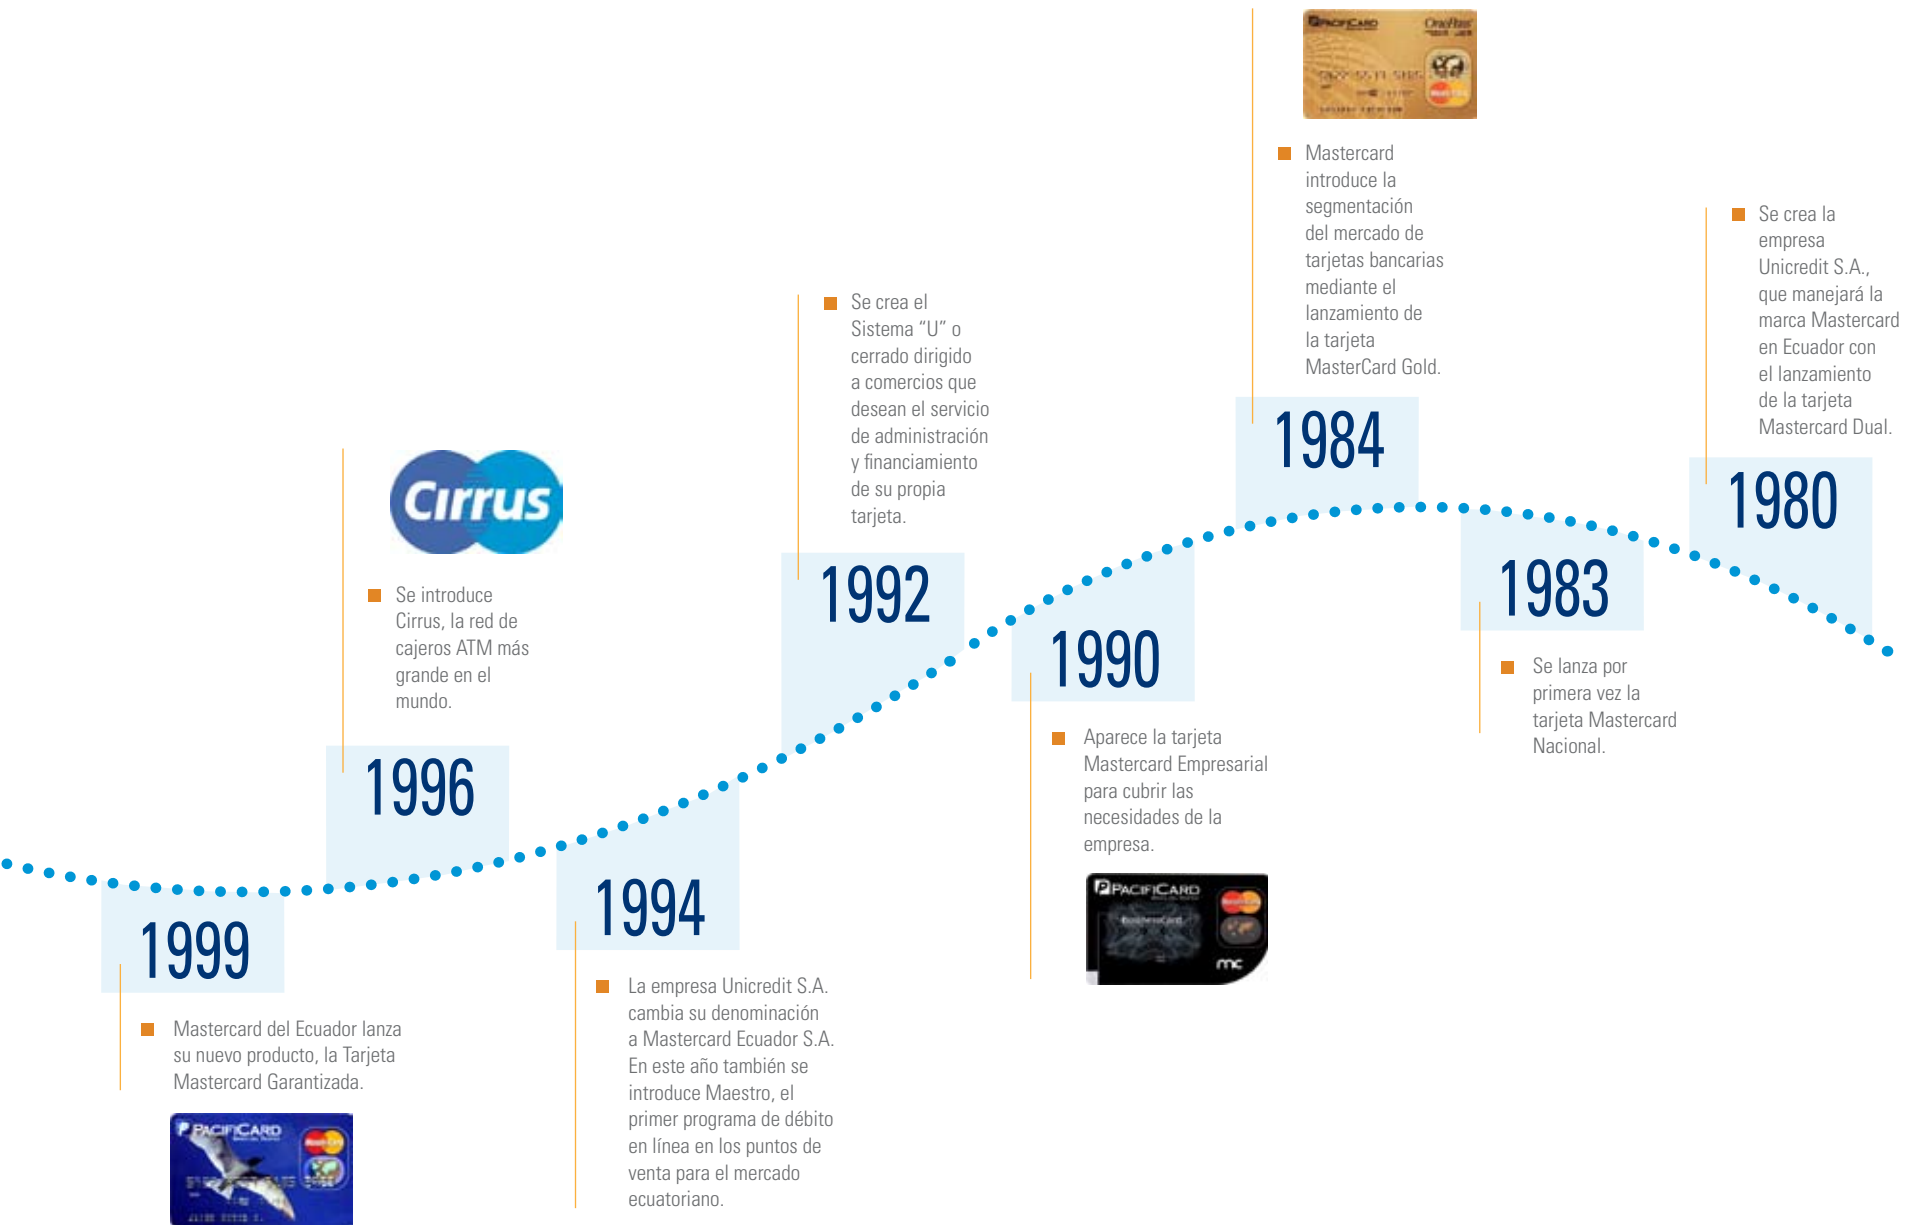 PACIFICARD
OnePass
Mastercard
introduce la
segmentación
del mercado de
tarjetas bancarias
mediante el
lanzamiento de
la tarjeta
MasterCard Gold.
1984
Se crea la
empresa
Unicredit S.A.,
que manejará la
marca Mastercard
en Ecuador con
el lanzamiento
de la tarjeta
Mastercard Dual.
1980
Se crea el
Sistema “U” o
cerrado dirigido
a comercios que
desean el servicio
de administración
y financiamiento
de su propia
tarjeta.
1992
Cirrus
Se introduce
Cirrus, la red de
cajeros ATM más
grande en el
mundo.
1996
1983
Se lanza por
primera vez la
tarjeta Mastercard
Nacional.
1990
Aparece la tarjeta
Mastercard Empresarial
para cubrir las
necesidades de la
empresa.
PACIFICARD
BusinessCard
MasterCard
mc
1994
La empresa Unicredit S.A.
cambia su denominación
a Mastercard Ecuador S.A.
En este año también se
introduce Maestro, el
primer programa de débito
en línea en los puntos de
venta para el mercado
ecuatoriano.
1999
Mastercard del Ecuador lanza
su nuevo producto, la Tarjeta
Mastercard Garantizada.
PACIFICARD
MasterCard